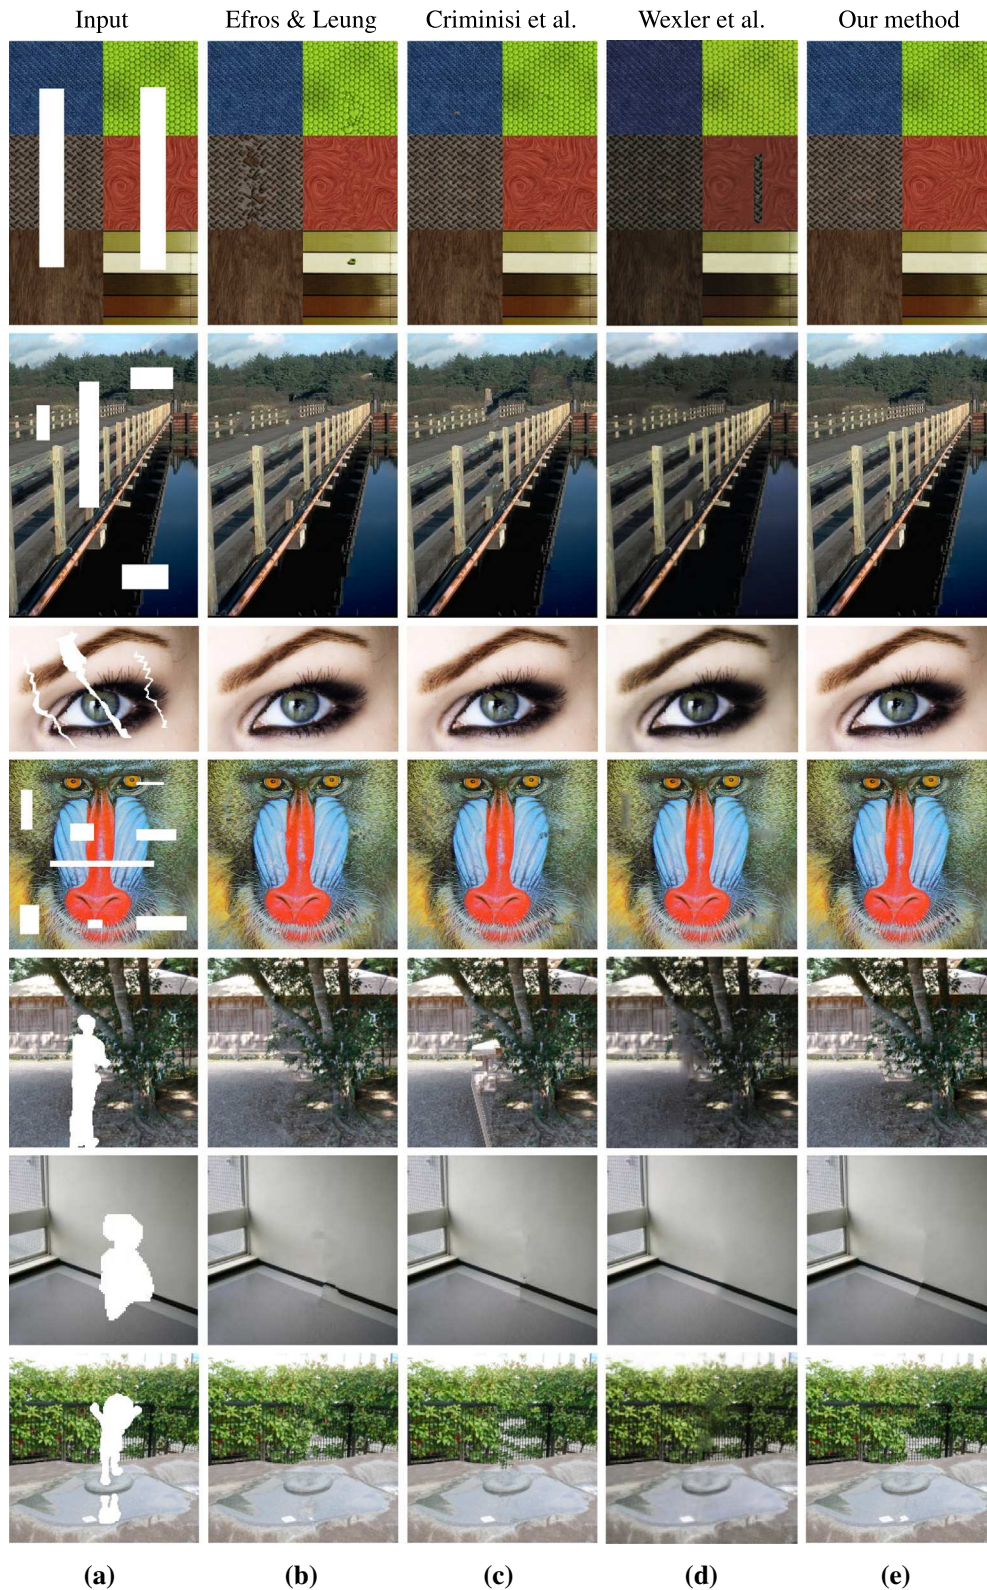 Input Efros & Leung Criminisi et al. Wexler et al. Our method
(a) (b) (c) (d) (e)